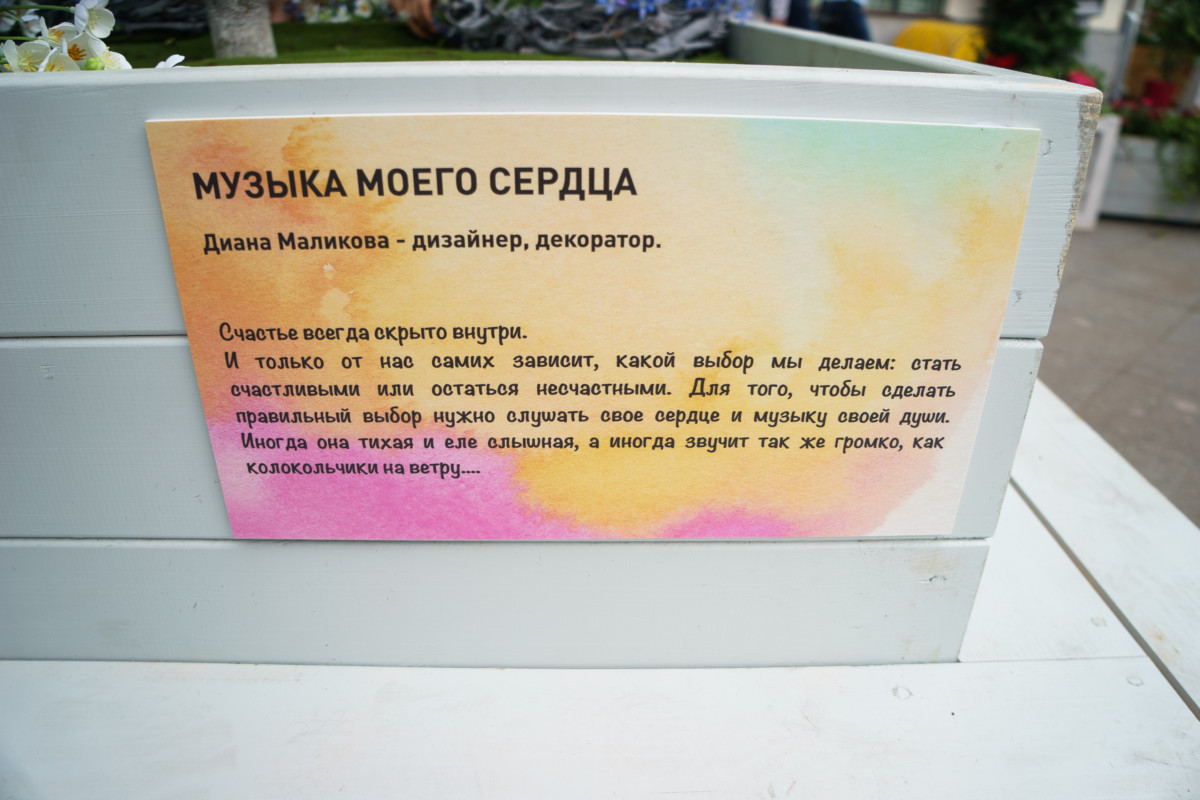 МУЗЫКА МОЕГО СЕРДЦА
Диана Маликова - дизайнер, декоратор.
Счастье всегда скрыто внутри.
И только от нас самих зависит, какой выбор мы делаем: стать
счастливыми или остаться несчастными. Для того, чтобы сделать
правильный выбор нужно слушать свое сердце и музыку своей души.
Иногда она тихая и еле слышная, а иногда звучит так же громко, как
колокольчики на ветру....